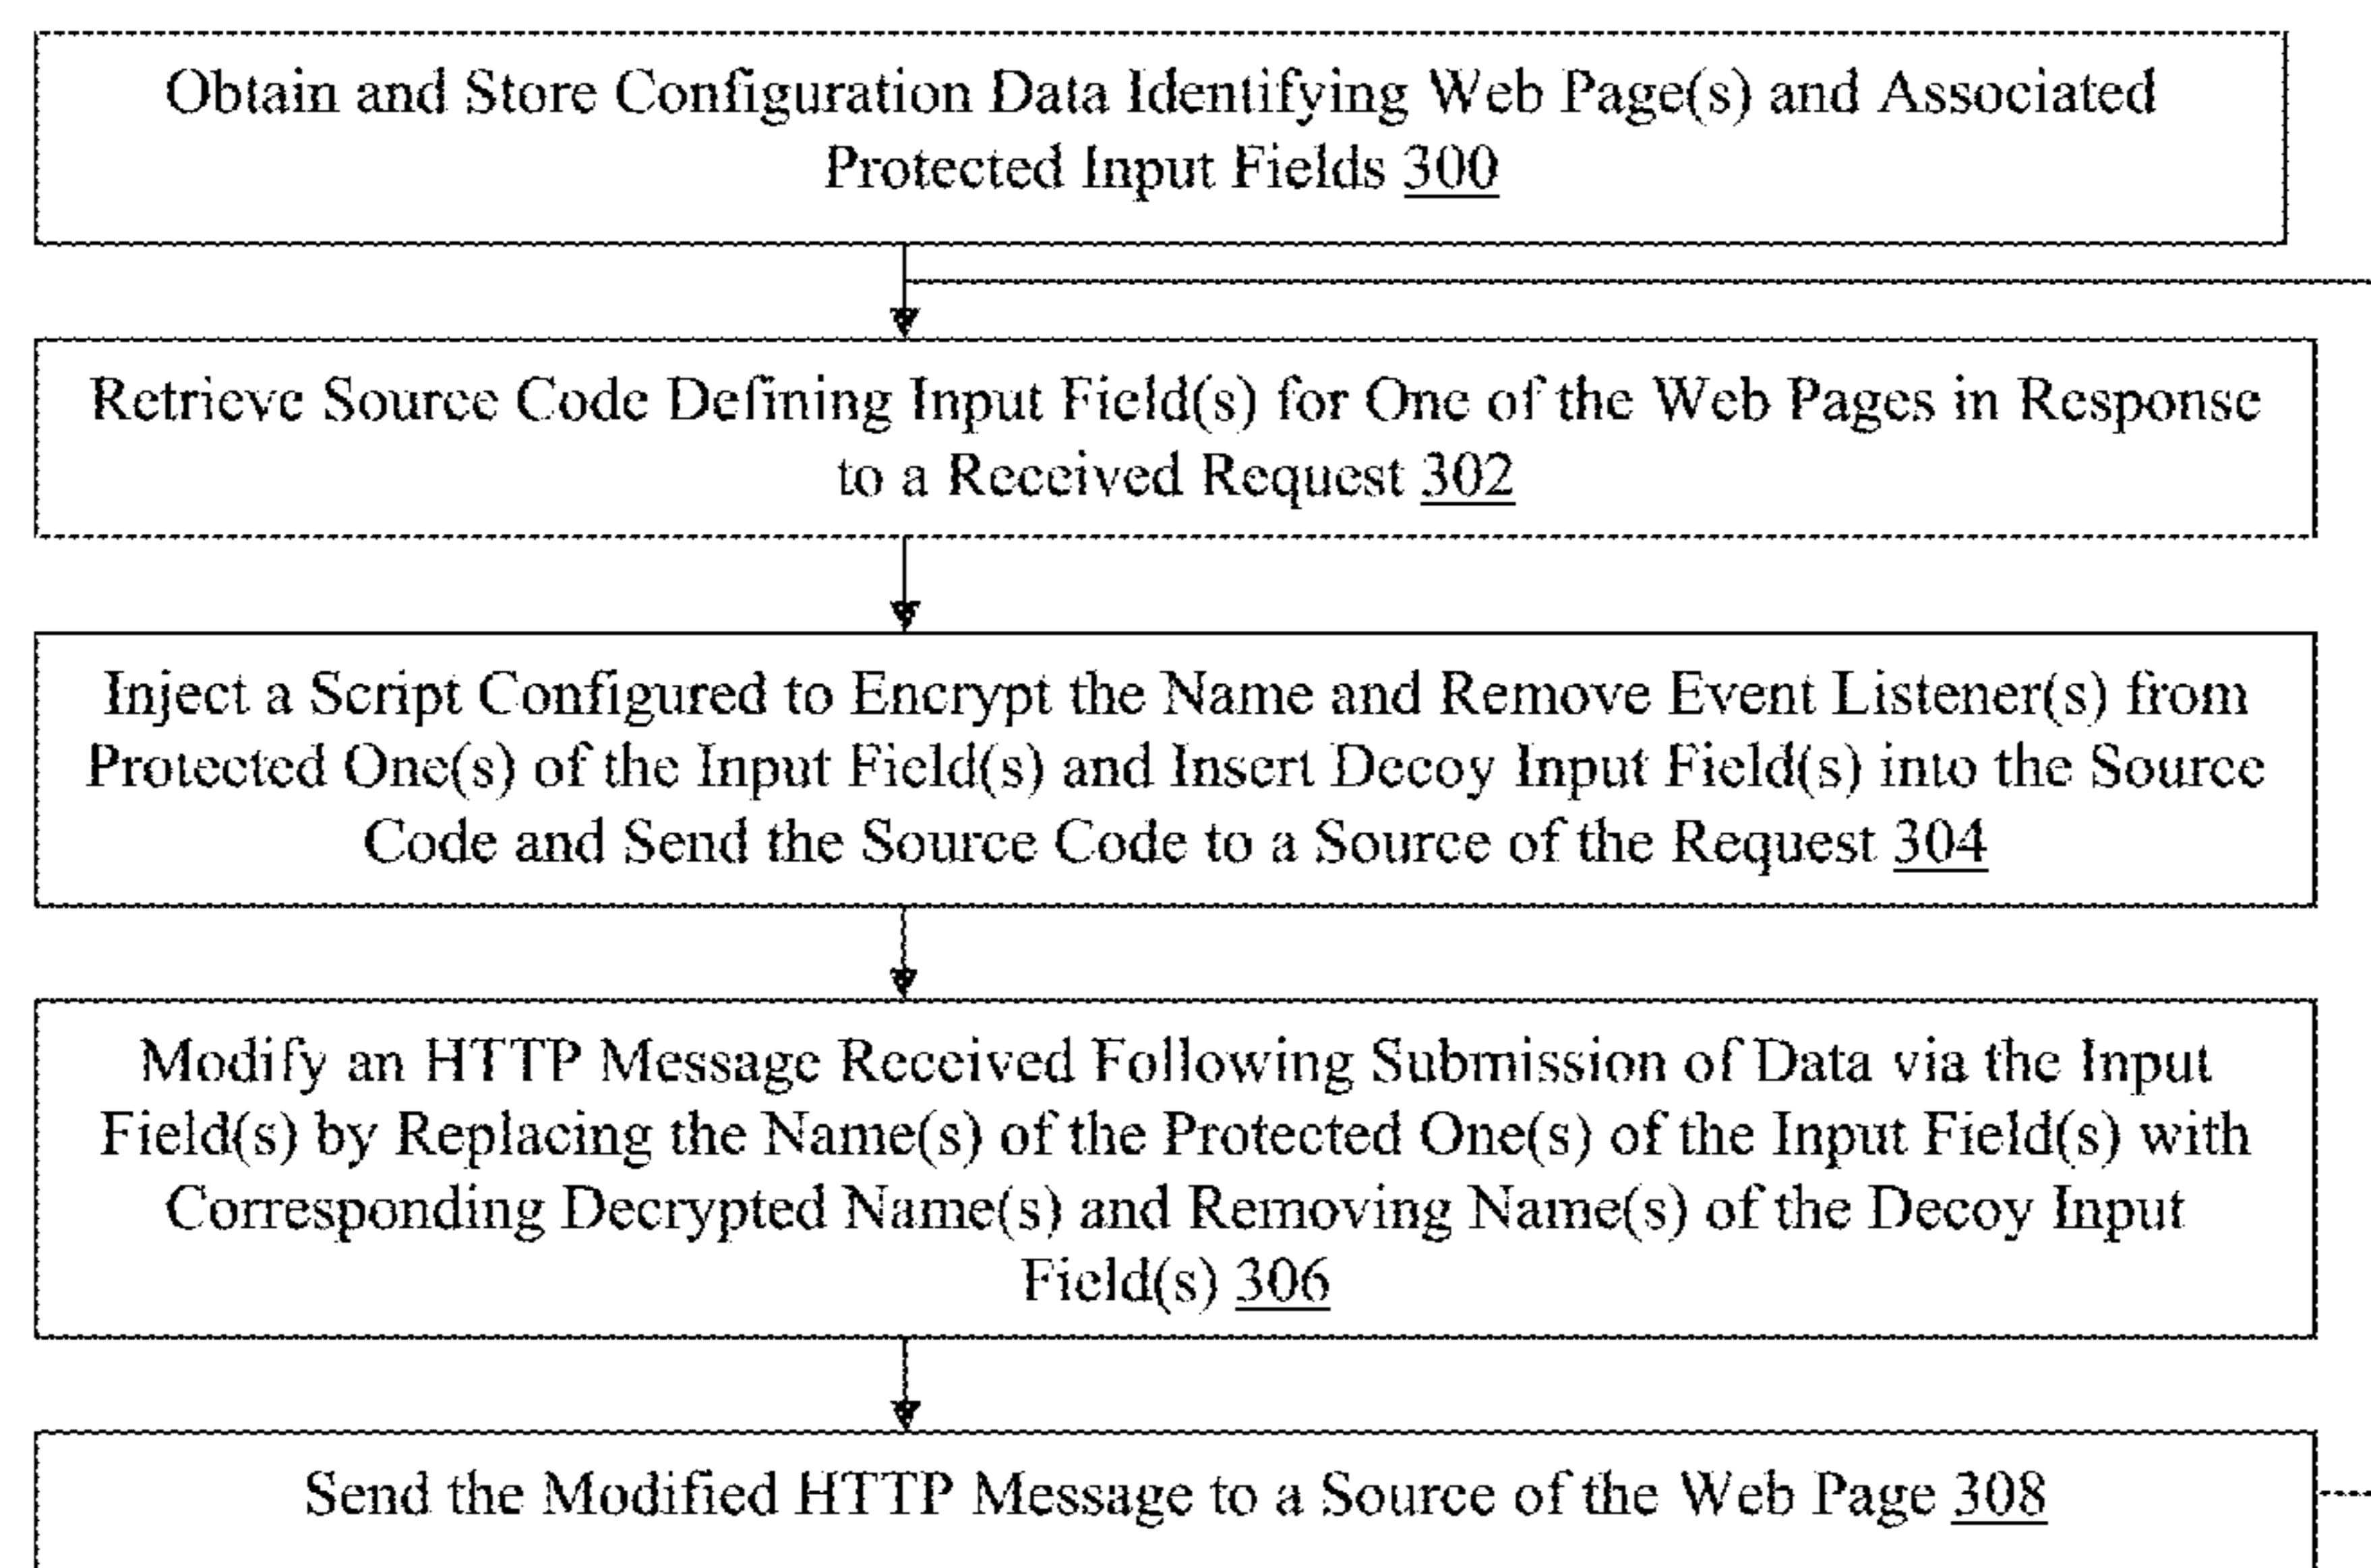 Obtain and Store Configuration Data Identifying Web Page(s) and Associated
Protected Input Fields 300
Retrieve Source Code Defining Input Field(s) for One of the Web Pages in Response
to a Received Request 302
Inject a Script Configured to Encrypt the Name and Remove Event Listener(s) from
Protected One(s) of the Input Field(s) and Insert Decoy Input Field(s) into the Source
Code and Send the Source Code to a Source of the Request 304
Modify an HTTP Message Received Following Submission of Data via the Input
Field(s) by Replacing the Name(s) of the Protected One(s) of the Input Field(s) with
Corresponding Decrypted Name(s) and Removing Name(s) of the Decoy Input
Field(s) 306
Send the Modified HTTP Message to a Source of the Web Page 308